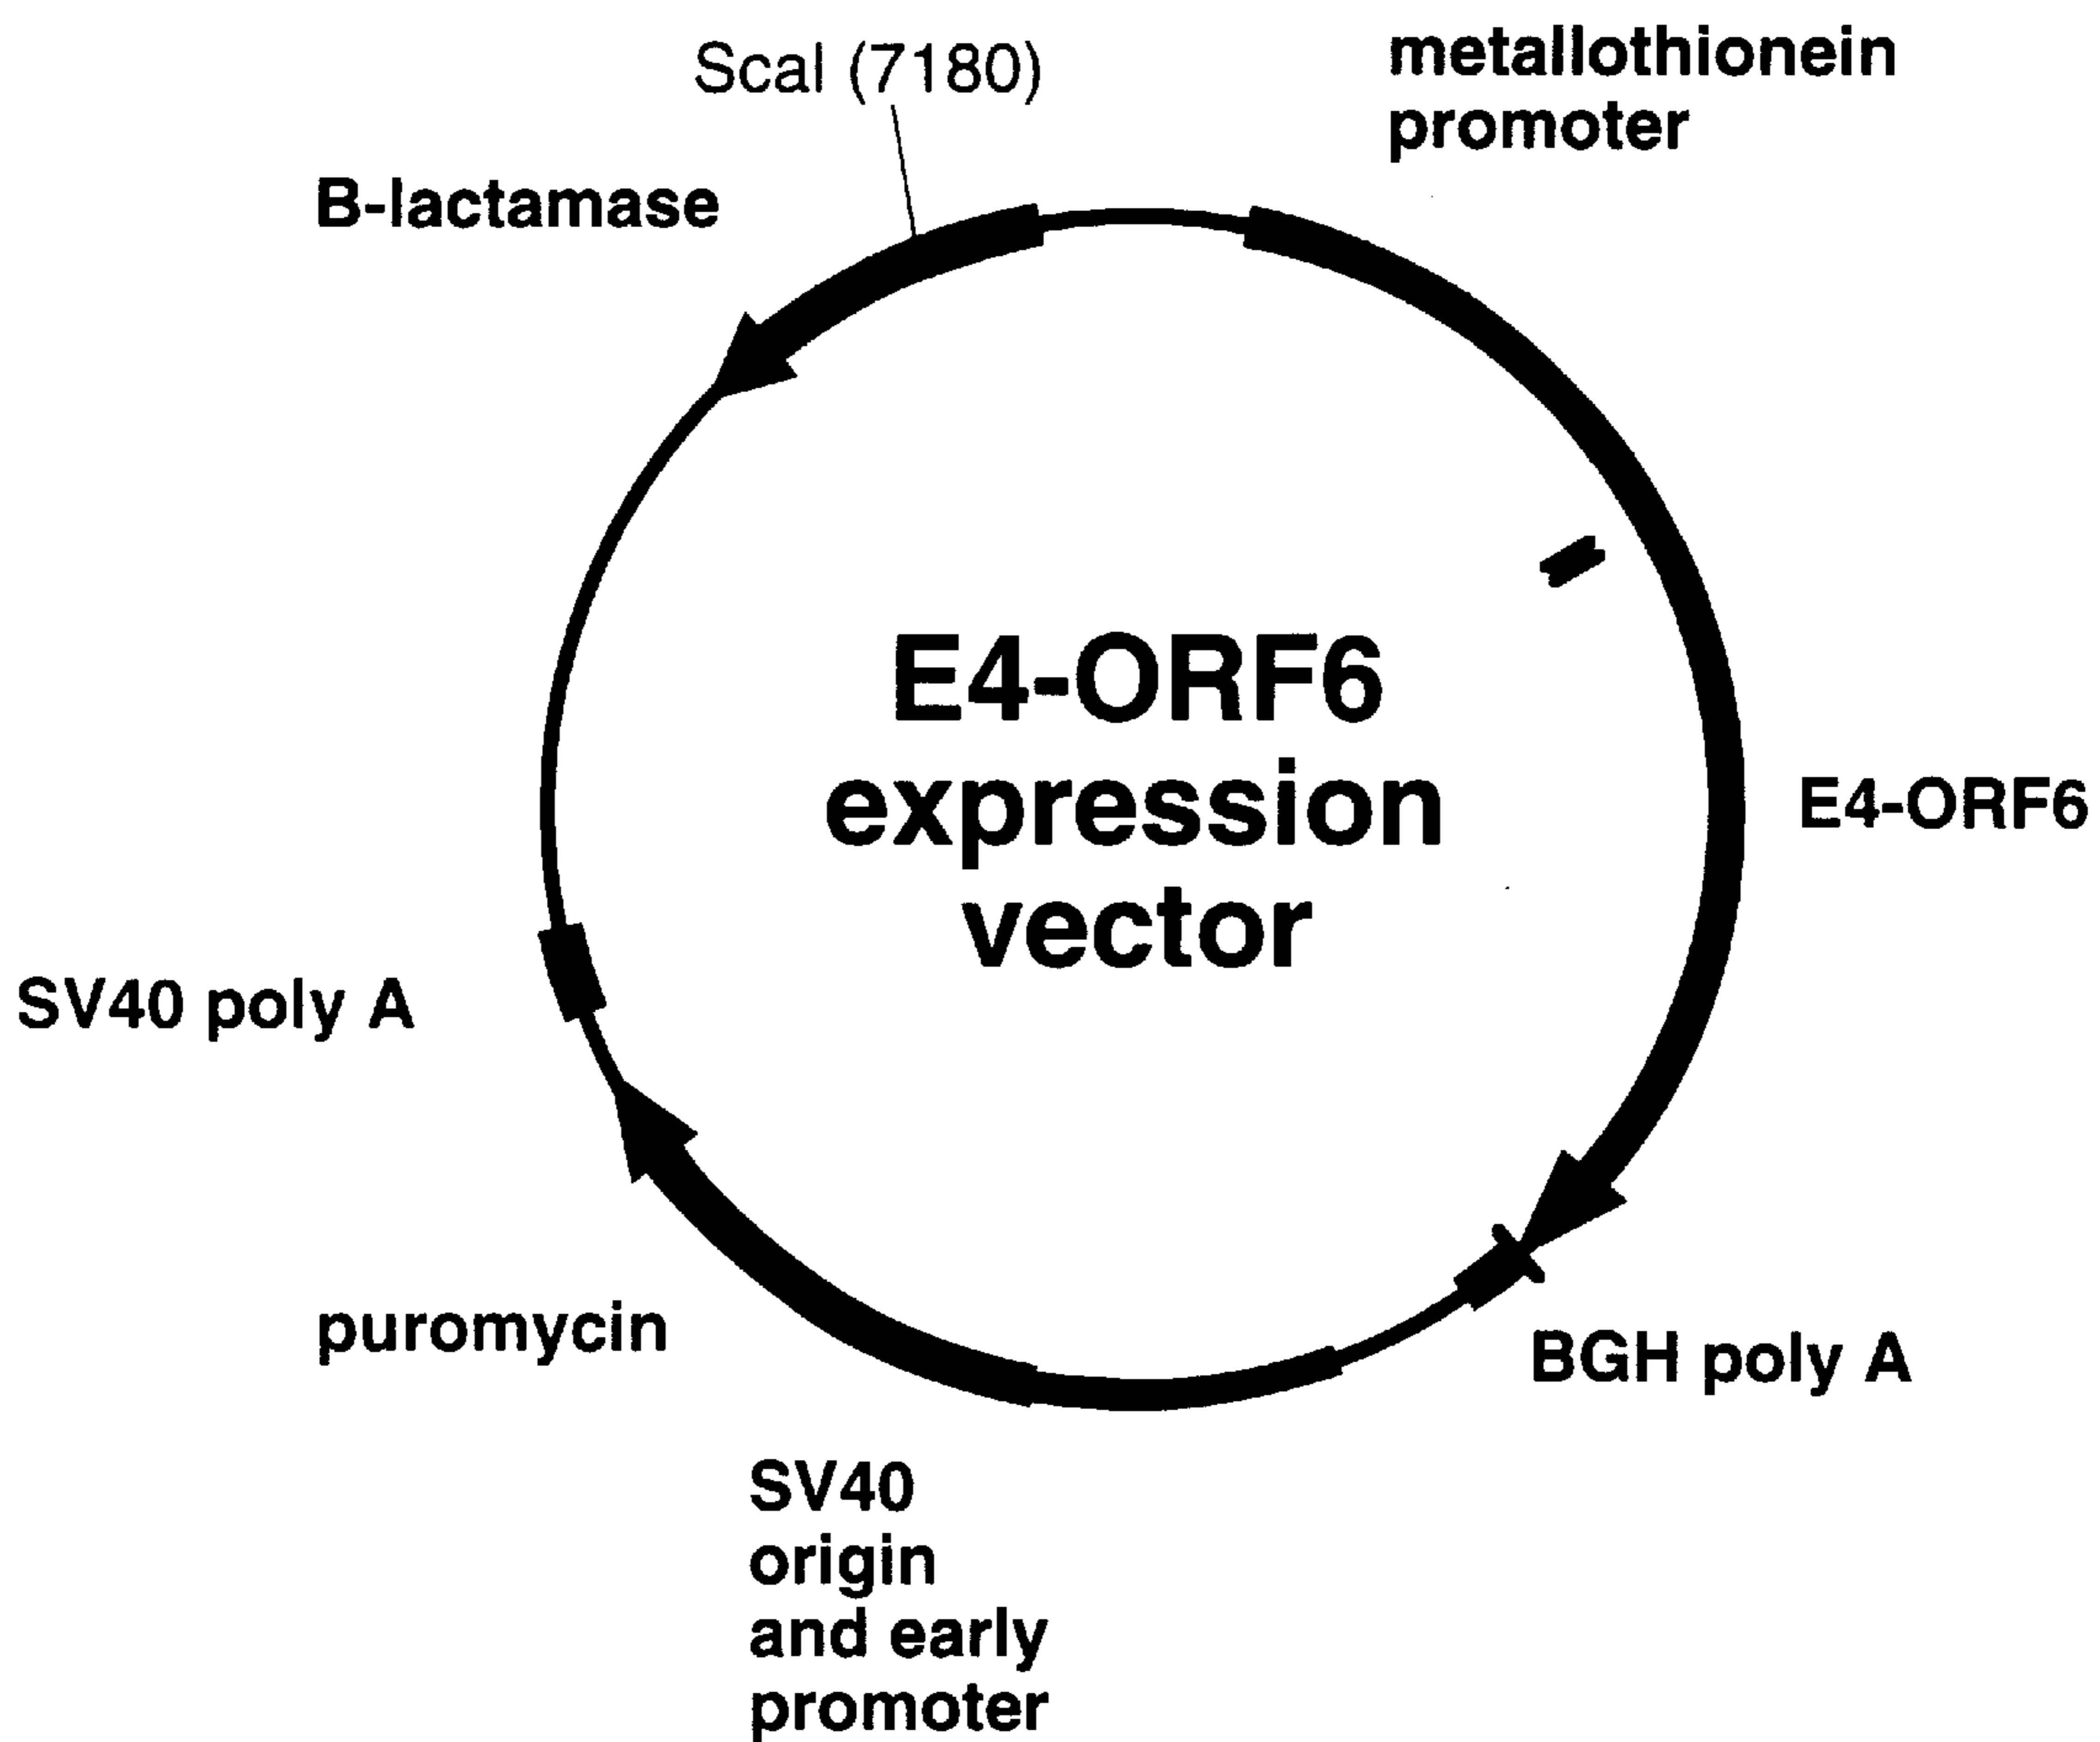 ScaI (7180)
metallothionein
promoter
B-lactamase
E4-ORF6
expression
vector
E4-ORF6
SV40 poly A
puromycin
BGH poly A
SV40
origin
and early
promoter